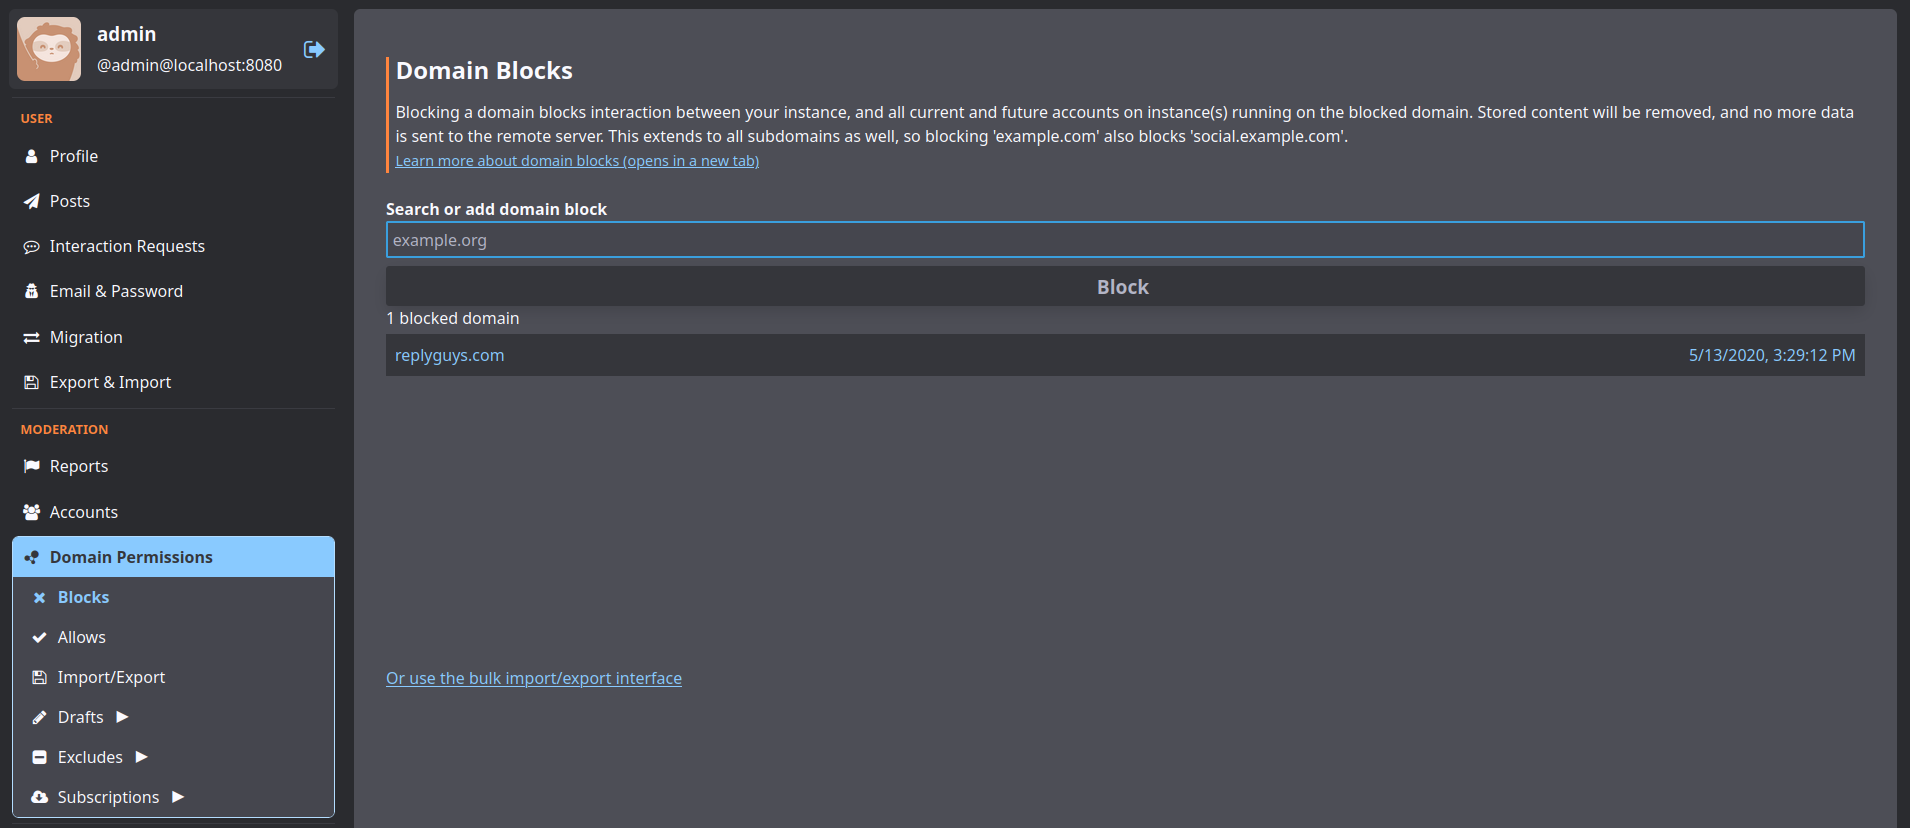 admin
@admin@localhost:8080
USER
Profile
Posts
Interaction Requests
Email & Password
Migration
Export & Import
MODERATION
Reports
Accounts
Domain Permissions
Blocks
Allows
Import/Export
Drafts ▶
Excludes ▶
Subscriptions ▶
Domain Blocks
Blocking a domain blocks interaction between your instance, and all current and future accounts on instance(s) running on the blocked domain. Stored content will be removed, and no more data
is sent to the remote server. This extends to all subdomains as well, so blocking 'example.com' also blocks 'social.example.com'.
Learn more about domain blocks (opens in a new tab)
Search or add domain block
example.org
Block
1 blocked domain
replyguys.com 5/13/2020, 3:29:12 PM
Or use the bulk import/export interface